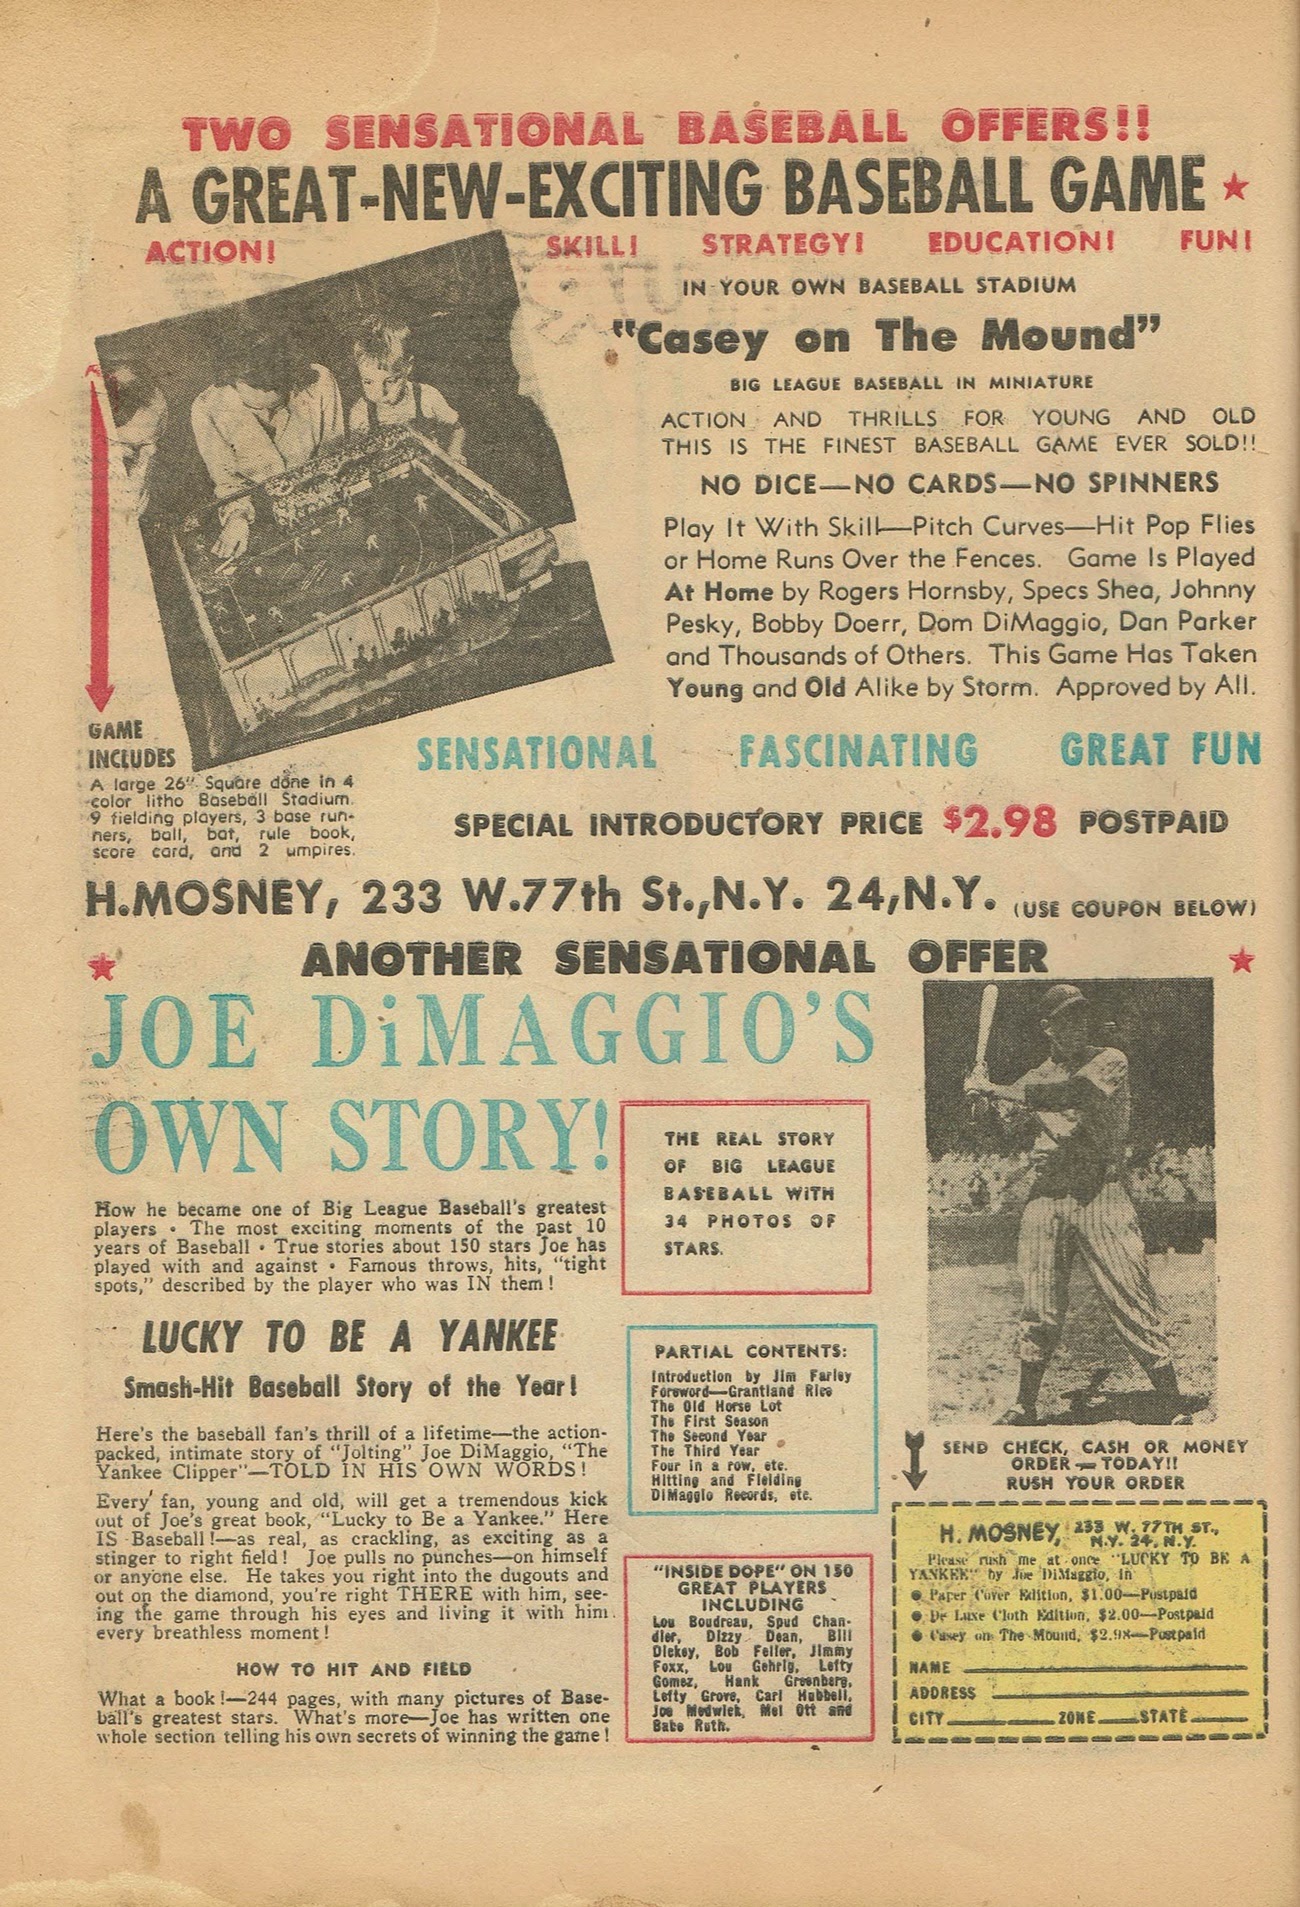 TWO SENSATIONAL BASEBALL OFFERS!!
A GREAT-NEW-EXCITING BASEBALL GAME
ACTION! SKILL! STRATEGY! EDUCATION! FUN!
IN YOUR OWN BASEBALL STADIUM
"Casey on The Mound"
BIG LEAGUE BASEBALL IN MINIATURE
ACTION AND THRILLS FOR YOUNG AND OLD
THIS IS THE FINEST BASEBALL GAME EVER SOLD!!
NO DICE—NO CARDS—NO SPINNERS
Play It With Skill—Pitch Curves—Hit Pop Flies
or Home Runs Over the Fences. Game Is Played
At Home by Rogers Hornsby, Specs Shea, Johnny
Pesky, Bobby Doerr, Dom DiMaggio, Dan Parker
and Thousands of Others. This Game Has Taken
Young and Old Alike by Storm. Approved by All.
GAME
INCLUDES
A large 26" Square done in 4
color litho Baseball Stadium.
9 fielding players, 3 base run-
ners, ball, bat, rule book,
score card, and 2 umpires.
SENSATIONAL FASCINATING GREAT FUN
SPECIAL INTRODUCTORY PRICE $2.98 POSTPAID
H.MOSNEY, 233 W.77th St.,N.Y. 24,N.Y. (USE COUPON BELOW)
ANOTHER SENSATIONAL OFFER
JOE DiMAGGIO'S
OWN STORY!
How he became one of Big League Baseball's greatest
players • The most exciting moments of the past 10
years of Baseball • True stories about 150 stars Joe has
played with and against • Famous throws, hits, "tight
spots," described by the player who was IN them!
LUCKY TO BE A YANKEE
Smash-Hit Baseball Story of the Year!
Here's the baseball fan's thrill of a lifetime—the action-
packed, intimate story of "Jolting" Joe DiMaggio, "The
Yankee Clipper"—TOLD IN HIS OWN WORDS!
Every fan, young and old, will get a tremendous kick
out of Joe's great book, "Lucky to Be a Yankee." Here
IS Baseball!—as real, as crackling, as exciting as a
stinger to right field! Joe pulls no punches—on himself
or anyone else. He takes you right into the dugouts and
out on the diamond, you're right THERE with him, see-
ing the game through his eyes and living it with him
every breathless moment!
HOW TO HIT AND FIELD
What a book!—244 pages, with many pictures of Base-
ball's greatest stars. What's more—Joe has written one
whole section telling his own secrets of winning the game!
THE REAL STORY
OF BIG LEAGUE
BASEBALL WITH
34 PHOTOS OF
STARS.
PARTIAL CONTENTS:
Introduction by Jim Farley
Foreword—Grantland Rice
The Old Horse Lot
The First Season
The Second Year
The Third Year
Four in a row, etc.
Hitting and Fielding
DiMaggio Records, etc.
"INSIDE DOPE" ON 150
GREAT PLAYERS
INCLUDING
Lou Boudreau, Spud Chan-
dler, Dizzy Dean, Bill
Dickey, Bob Feller, Jimmy
Foxx, Lou Gehrig, Lefty
Gomez, Hank Greenberg,
Lefty Grove, Carl Hubbell,
Joe Medwick, Mel Ott and
Babe Ruth.
SEND CHECK, CASH OR MONEY
ORDER — TODAY!!
RUSH YOUR ORDER
H. MOSNEY, 233 W. 77TH ST.,
N.Y. 24, N.Y.
Please rush me at once "LUCKY TO BE A
YANKEE" by Joe DiMaggio, in
• Paper Cover Edition, $1.00—Postpaid
• De Luxe Cloth Edition, $2.00—Postpaid
• Casey on The Mound, $2.98—Postpaid
NAME
ADDRESS
CITY ZONE STATE